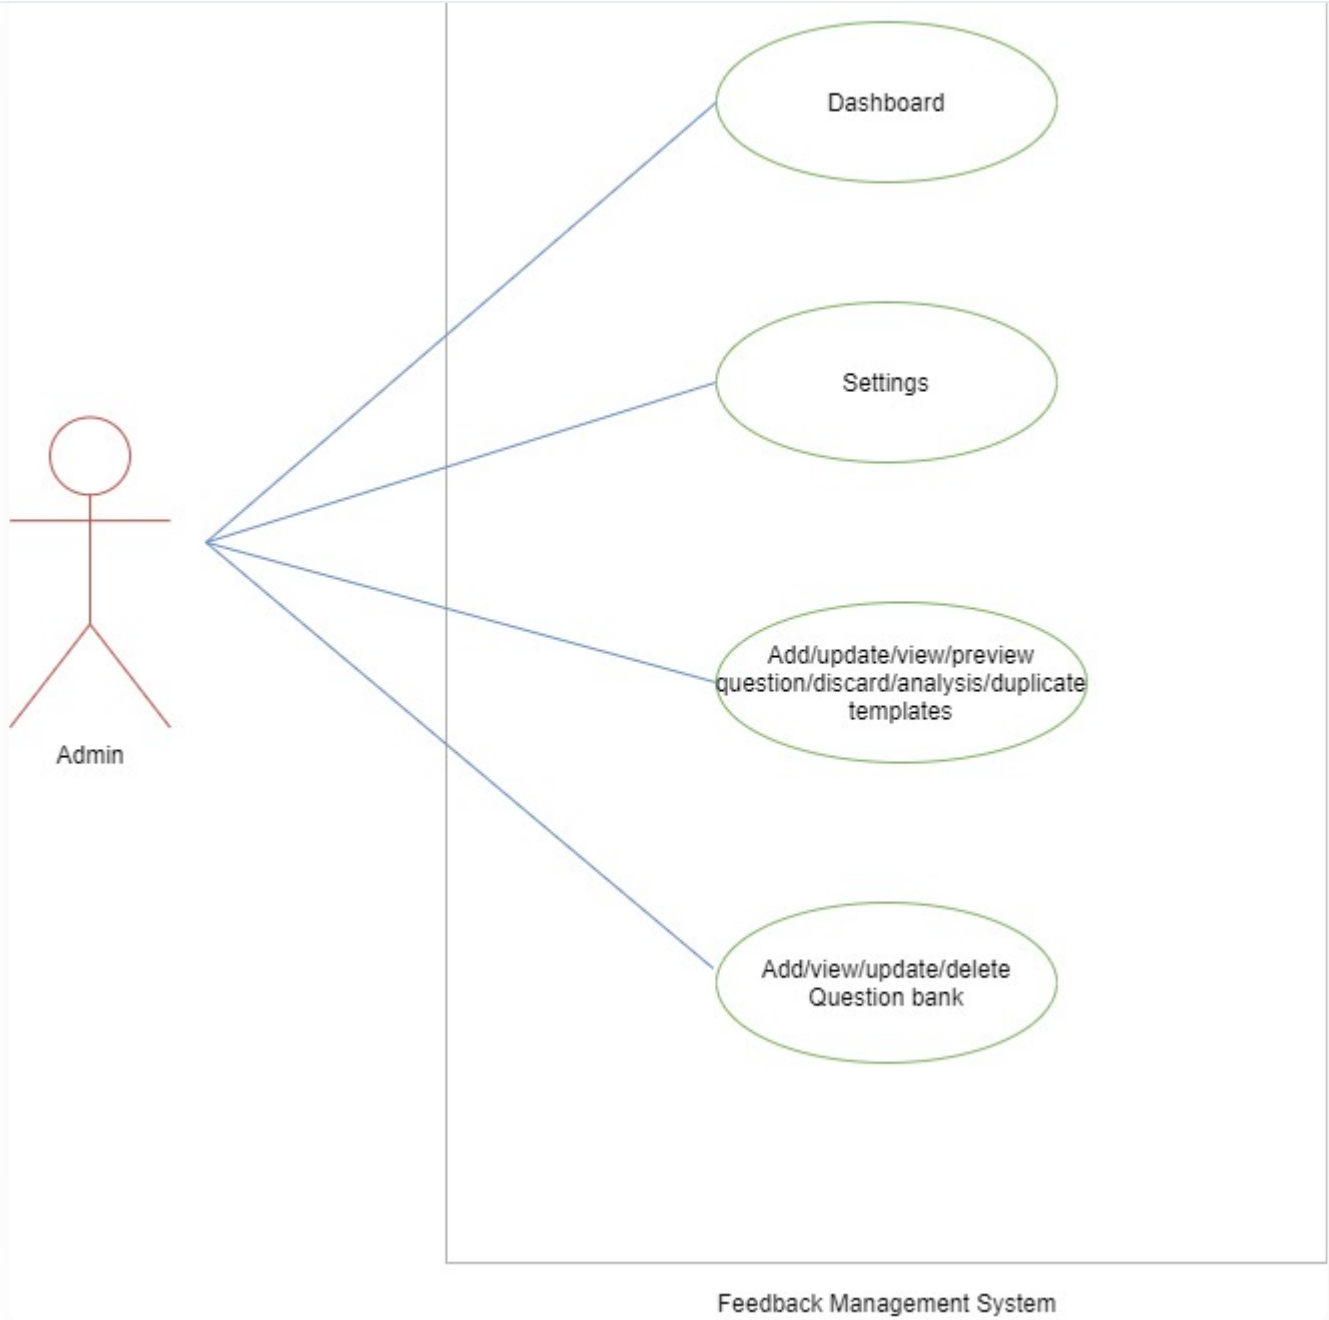 Dashboard
Settings
Add/update/view/preview
question/discard/analysis/duplicate
templates
Admin
Add/view/update/delete
Question bank
Feedback Management System